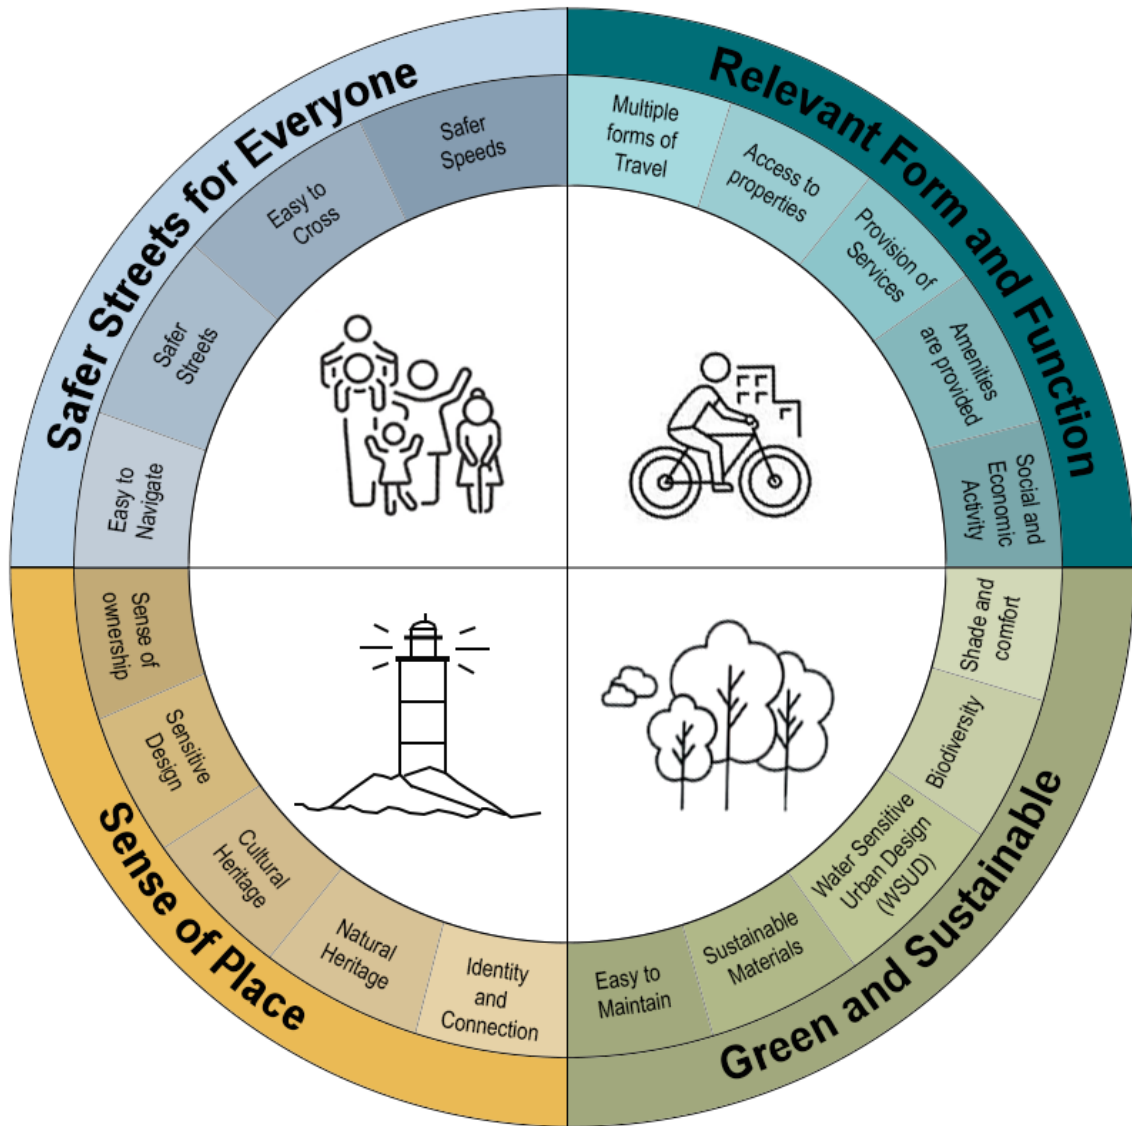 Safer Streets for Everyone
Safer
Speeds
Easy to
Cross
Safer
Streets
Easy to
Navigate
Relevant Form and Function
Multiple
forms of
Travel
Access to
properties
Provision of
Services
Amenities
are provided
Social and
Economic
Activity
Green and Sustainable
Shade and
comfort
Biodiversity
Water Sensitive
Urban Design
(WSUD)
Sustainable
Materials
Easy to
Maintain
Sense of Place
Sense of
ownership
Sensitive
Design
Cultural
Heritage
Natural
Heritage
Identity
and
Connection